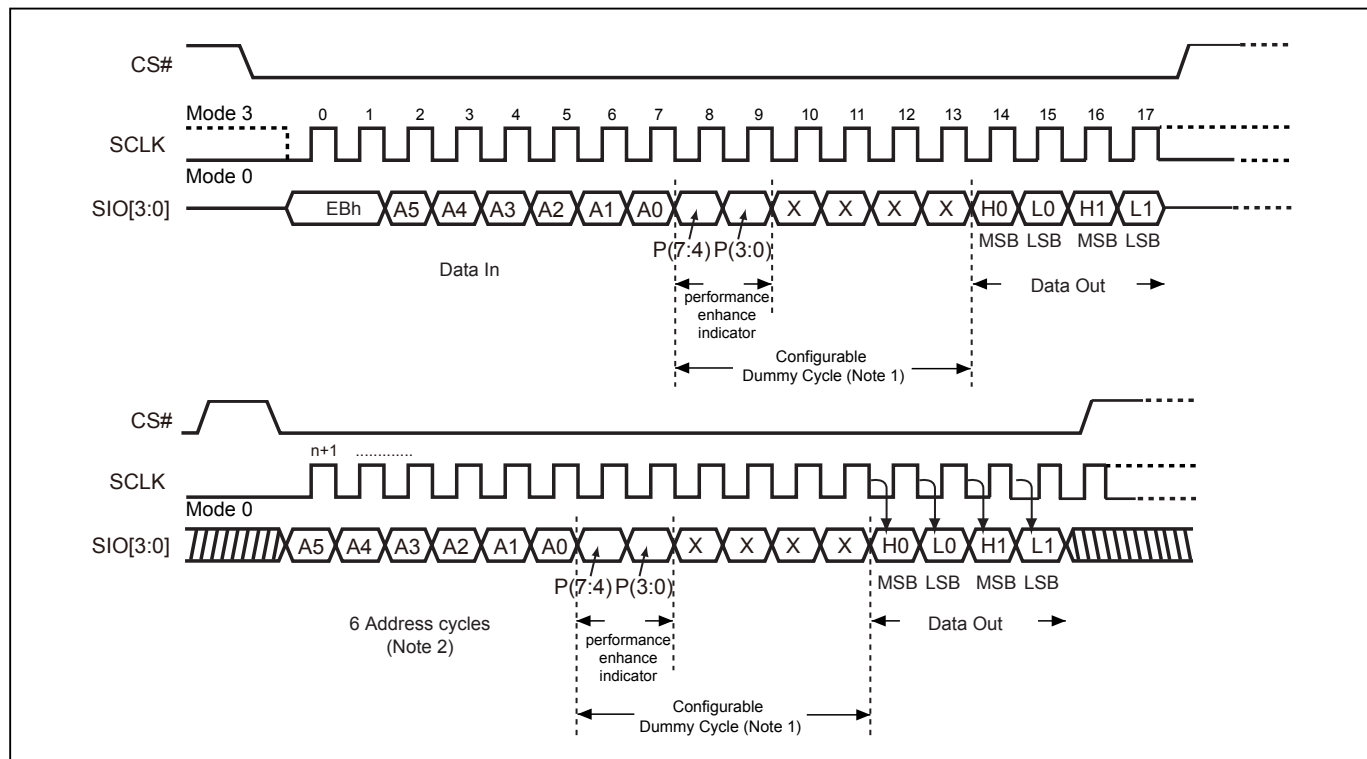 CS#
Mode 3
0 1 2 3 4 5 6 7 8 9 10 11 12 13 14 15 16 17
SCLK
Mode 0
SIO[3:0]
EBh A5 A4 A3 A2 A1 A0 X X X X H0 L0 H1 L1
P(7:4) P(3:0)
MSB LSB MSB LSB
Data In
Data Out
performance
enhance
indicator
Configurable
Dummy Cycle (Note 1)
CS#
n+1 .............
SCLK
Mode 0
SIO[3:0]
A5 A4 A3 A2 A1 A0 X X X X H0 L0 H1 L1
P(7:4) P(3:0)
MSB LSB MSB LSB
6 Address cycles
(Note 2)
Data Out
performance
enhance
indicator
Configurable
Dummy Cycle (Note 1)